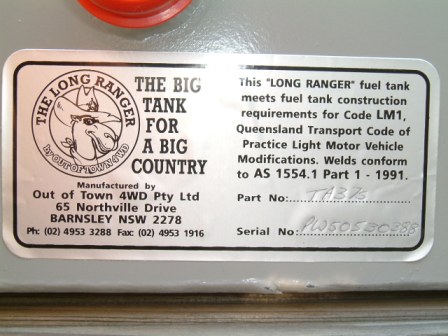 THE LONG RANGER
by OUT OF TOWN 4WD
THE BIG
TANK
FOR
A BIG
COUNTRY
Manufactured by
Out of Town 4WD Pty Ltd
65 Northville Drive
BARNSLEY NSW 2278
Ph: (02) 4953 3288 Fax: (02) 4953 1916
This "LONG RANGER" fuel tank
meets fuel tank construction
requirements for Code LM1,
Queensland Transport Code of
Practice Light Motor Vehicle
Modifications. Welds conform
to AS 1554.1 Part 1 - 1991.
Part No:
Serial No: